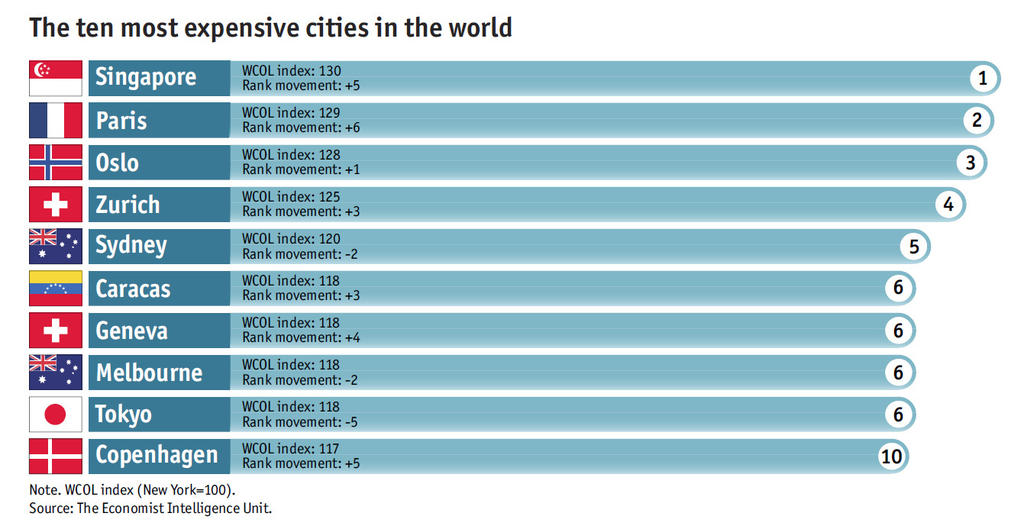 The ten most expensive cities in the world
Singapore
WCOL index: 130
Rank movement: +5
1
Paris
WCOL index: 129
Rank movement: +6
2
Oslo
WCOL index: 128
Rank movement: +1
3
Zurich
WCOL index: 125
Rank movement: +3
4
Sydney
WCOL index: 120
Rank movement: -2
5
Caracas
WCOL index: 118
Rank movement: +3
6
Geneva
WCOL index: 118
Rank movement: +4
6
Melbourne
WCOL index: 118
Rank movement: -2
6
Tokyo
WCOL index: 118
Rank movement: -5
6
Copenhagen
WCOL index: 117
Rank movement: +5
10
Note. WCOL index (New York=100).
Source: The Economist Intelligence Unit.